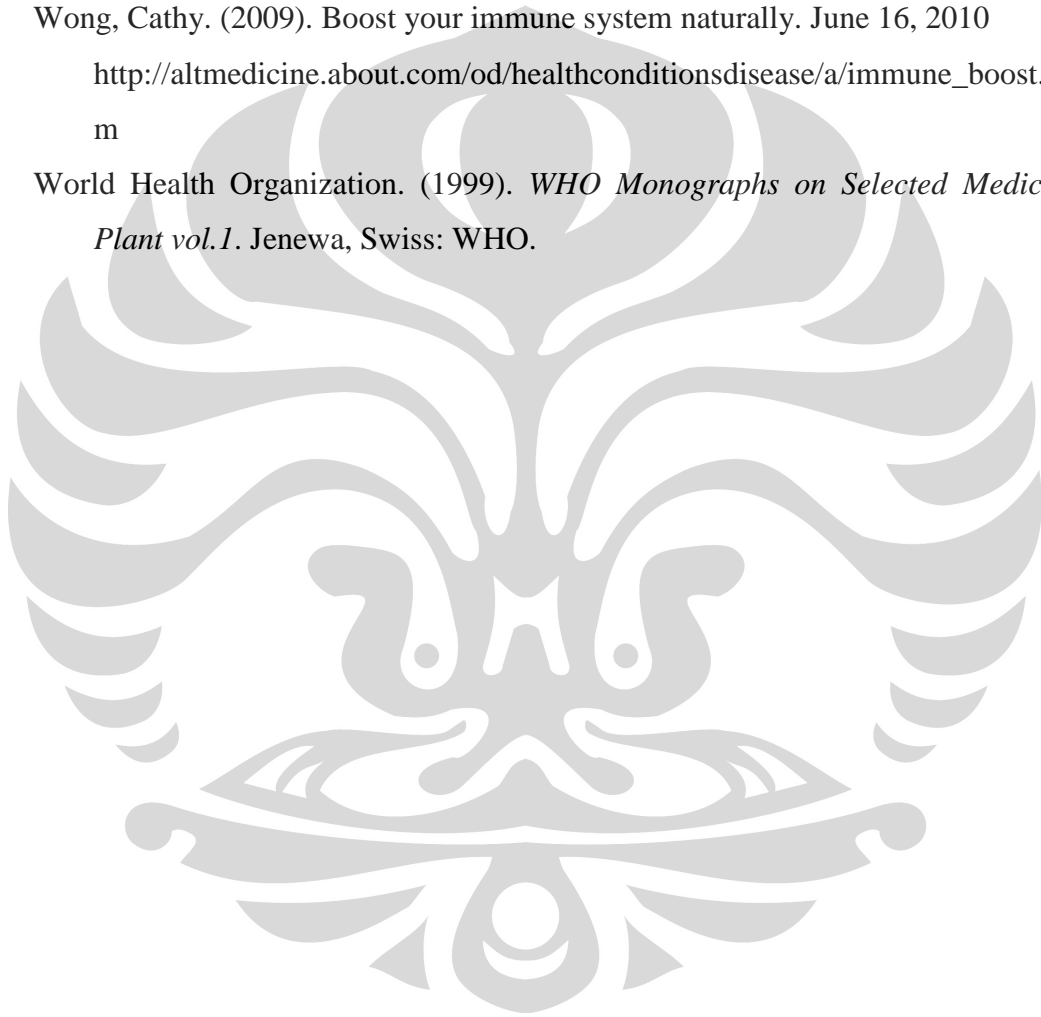 Wong, Cathy. (2009). Boost your immune system naturally. June 16, 2010
http://altmedicine.about.com/od/healthconditionsdisease/a/immune_boost.
m
World Health Organization. (1999). WHO Monographs on Selected Medic
Plant vol.1. Jenewa, Swiss: WHO.